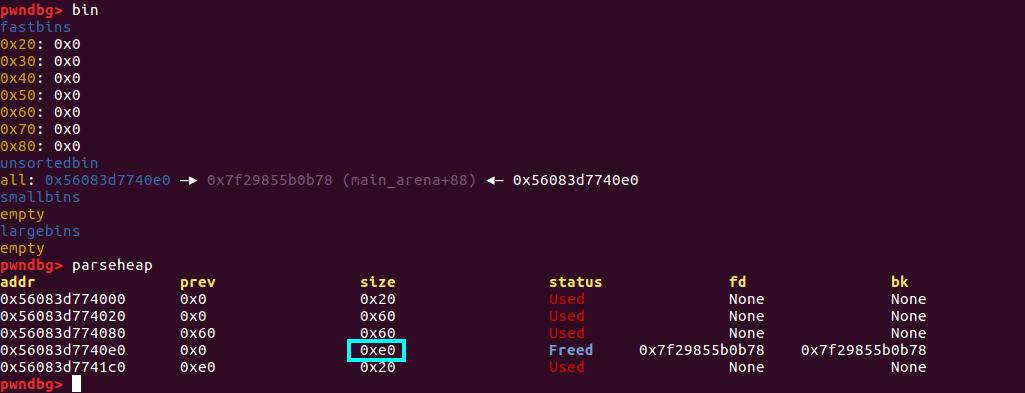 pwndbg> bin
fastbins
0x20: 0x0
0x30: 0x0
0x40: 0x0
0x50: 0x0
0x60: 0x0
0x70: 0x0
0x80: 0x0
unsortedbin
all: 0x56083d7740e0 —▸ 0x7f29855b0b78 (main_arena+88) ◂— 0x56083d7740e0
smallbins
empty
largebins
empty
pwndbg> parseheap
addr prev size status fd bk
0x56083d774000 0x0 0x20 Used None None
0x56083d774020 0x0 0x60 Used None None
0x56083d774080 0x60 0x60 Used None None
0x56083d7740e0 0x0 0xe0 Freed 0x7f29855b0b78 0x7f29855b0b78
0x56083d7741c0 0xe0 0x20 Used None None
pwndbg>